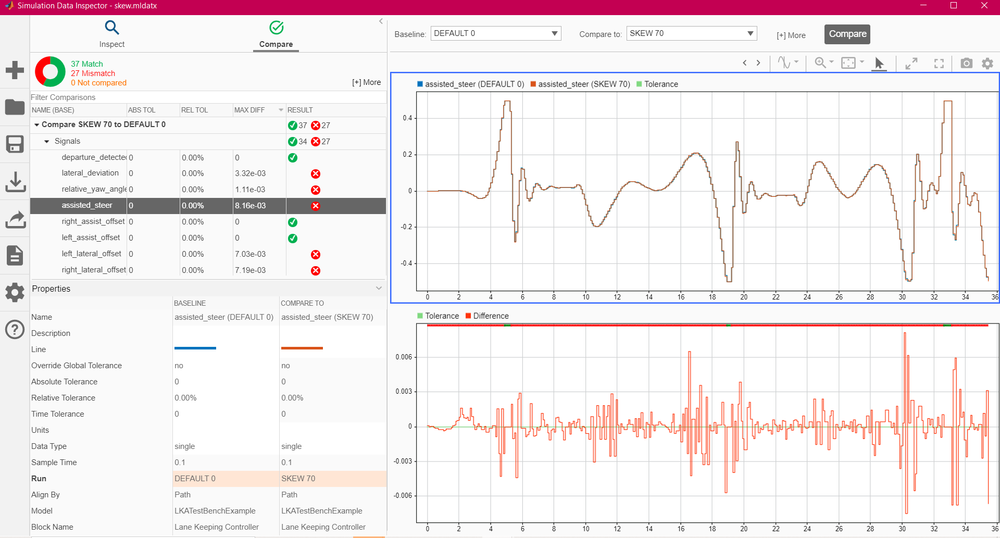 Simulation Data Inspector - skew.mldatx
Inspect
Compare
37 Match
27 Mismatch
0 Not compared
[+] More
Filter Comparisons
NAME (BASE) ABS TOL REL TOL MAX DIFF RESULT
Compare SKEW 70 to DEFAULT 0 37 27
Signals 34 27
departure_detected 0 0.00% 0
lateral_deviation 0 0.00% 3.32e-03
relative_yaw_angle 0 0.00% 1.11e-03
assisted_steer 0 0.00% 8.16e-03
right_assist_offset 0 0.00% 0
left_assist_offset 0 0.00% 0
left_lateral_offset 0 0.00% 7.03e-03
right_lateral_offset 0 0.00% 7.19e-03
Properties
BASELINE COMPARE TO
Name assisted_steer (DEFAULT 0) assisted_steer (SKEW 70)
Description
Line
Override Global Tolerance no no
Absolute Tolerance 0 0
Relative Tolerance 0.00% 0.00%
Time Tolerance 0 0
Units
Data Type single single
Sample Time 0.1 0.1
Run DEFAULT 0 SKEW 70
Align By Path Path
Model LKATestBenchExample LKATestBenchExample
Block Name Lane Keeping Controller Lane Keeping Controller
Baseline: DEFAULT 0 Compare to: SKEW 70 [+] More Compare
assisted_steer (DEFAULT 0) assisted_steer (SKEW 70) Tolerance
0.4
0.2
0
-0.2
-0.4
0 2 4 6 8 10 12 14 16 18 20 22 24 26 28 30 32 34 36
Tolerance Difference
0.006
0.003
0
-0.003
-0.006
0 2 4 6 8 10 12 14 16 18 20 22 24 26 28 30 32 34 36